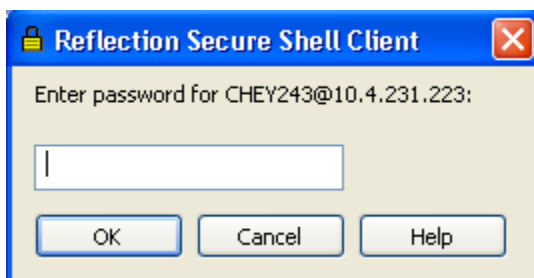 Reflection Secure Shell Client
Enter password for CHEY243@10.4.231.223:
OK Cancel Help